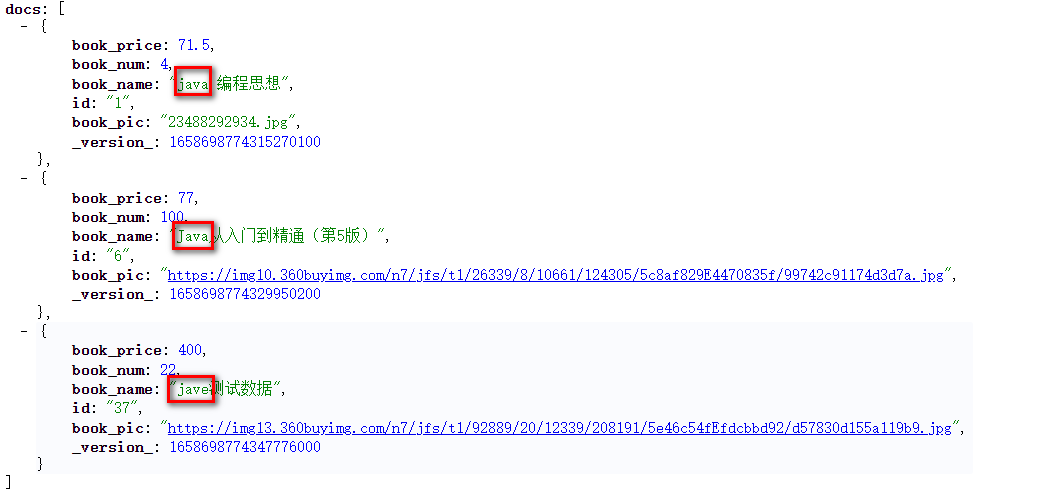 docs: [
- {
book_price: 71.5,
book_num: 4,
book_name: "java 编程思想",
id: "1",
book_pic: "23488292934.jpg",
_version_: 1658698774315270100
},
- {
book_price: 77,
book_num: 100,
book_name: "Java从入门到精通（第5版）",
id: "6",
book_pic: "https://img10.360buyimg.com/n7/jfs/t1/26339/8/10661/124305/5c8af829E4470835f/99742c91174d3d7a.jpg",
_version_: 1658698774329950200
},
- {
book_price: 400,
book_num: 22,
book_name: "jave测试数据",
id: "37",
book_pic: "https://img13.360buyimg.com/n7/jfs/t1/92889/20/12339/208191/5e46c54fEfdcbbd92/d57830d155a119b9.jpg",
_version_: 1658698774347776000
}
]